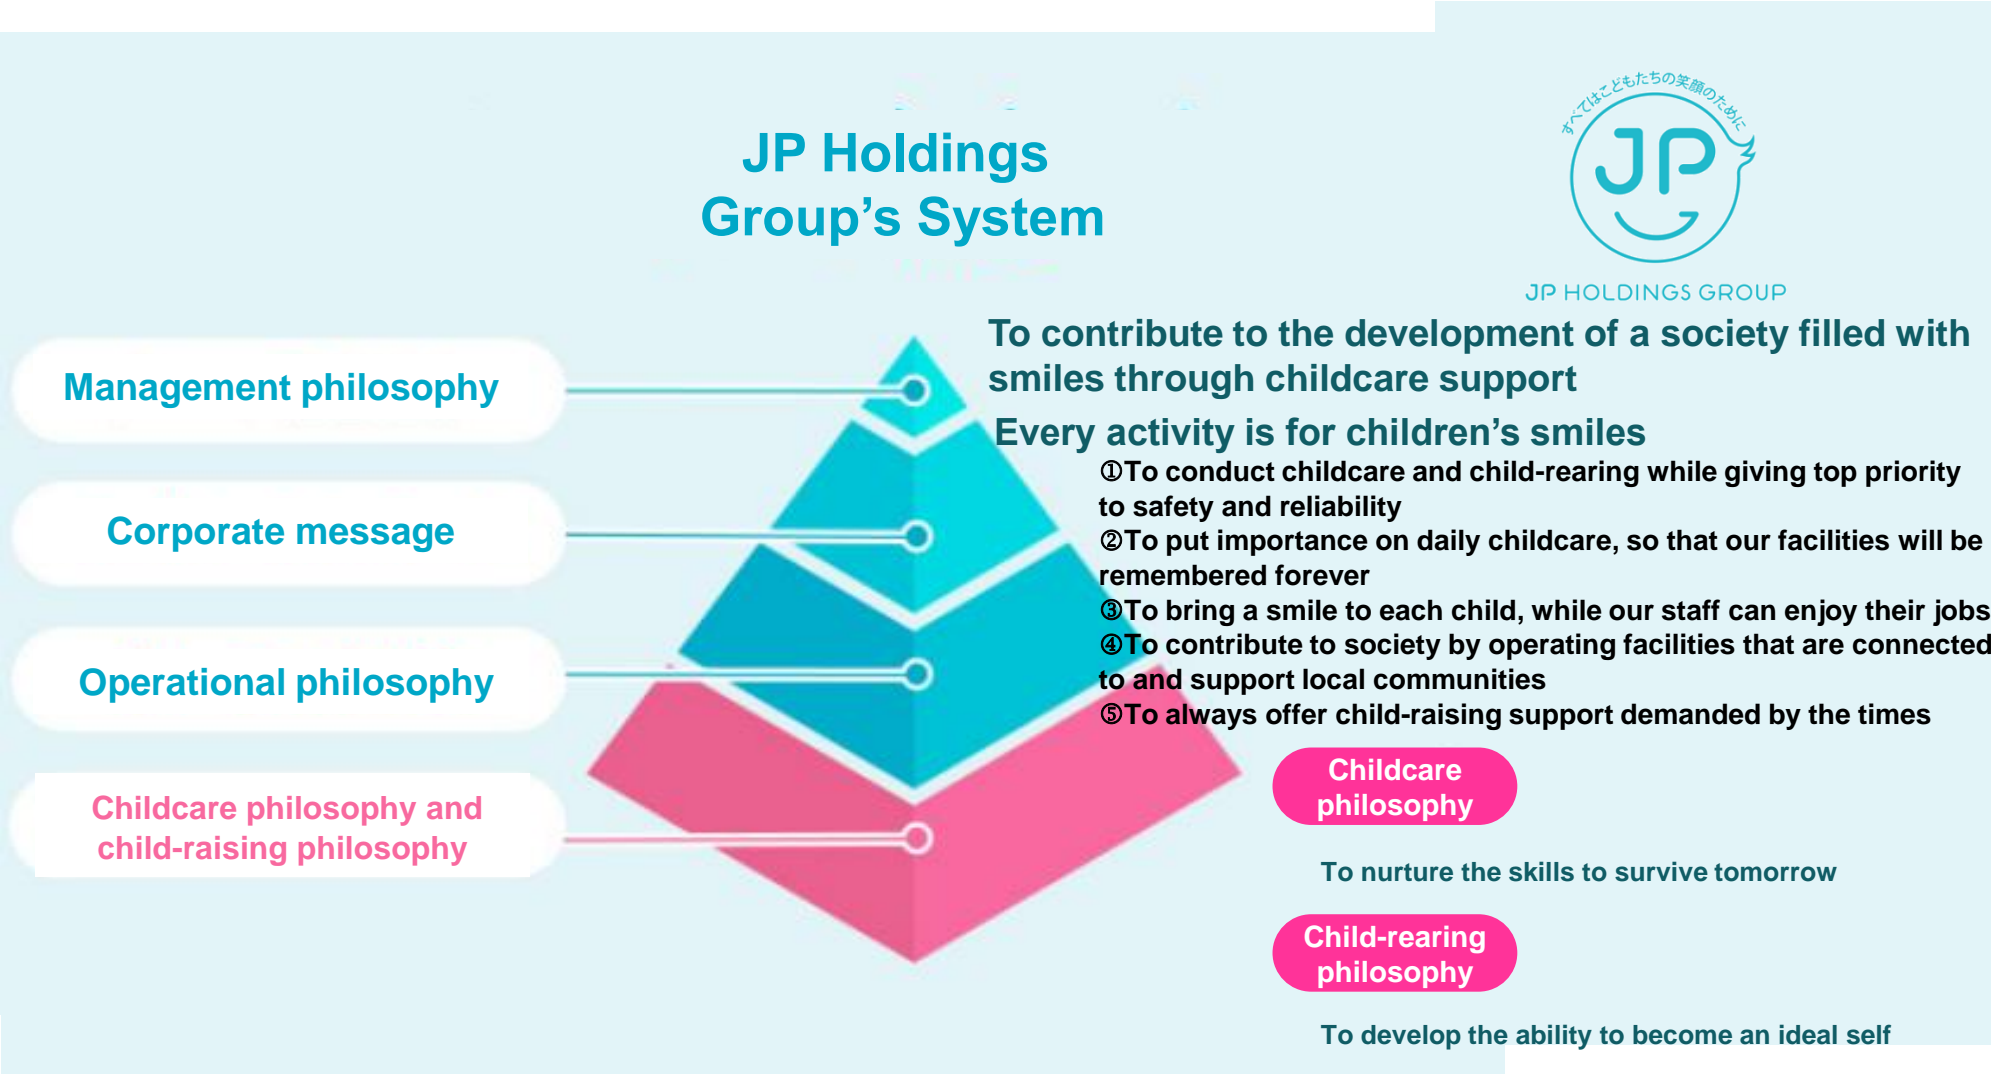 JP Holdings
Group’s System
すべてはこどもたちの笑顔のために
JP
JP HOLDINGS GROUP
Management philosophy
To contribute to the development of a society filled with
smiles through childcare support
Corporate message
Every activity is for children’s smiles
Operational philosophy
①To conduct childcare and child-rearing while giving top priority
to safety and reliability
②To put importance on daily childcare, so that our facilities will be
remembered forever
③To bring a smile to each child, while our staff can enjoy their jobs
④To contribute to society by operating facilities that are connected
to and support local communities
⑤To always offer child-raising support demanded by the times
Childcare philosophy and
child-raising philosophy
Childcare
philosophy
To nurture the skills to survive tomorrow
Child-rearing
philosophy
To develop the ability to become an ideal self